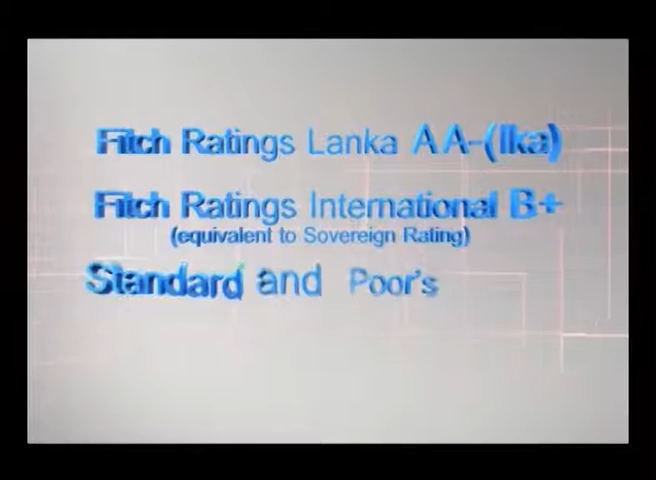 Fitch Ratings Lanka AA-(lka)
Fitch Ratings International B+
(equivalent to Sovereign Rating)
Standard and Poor's